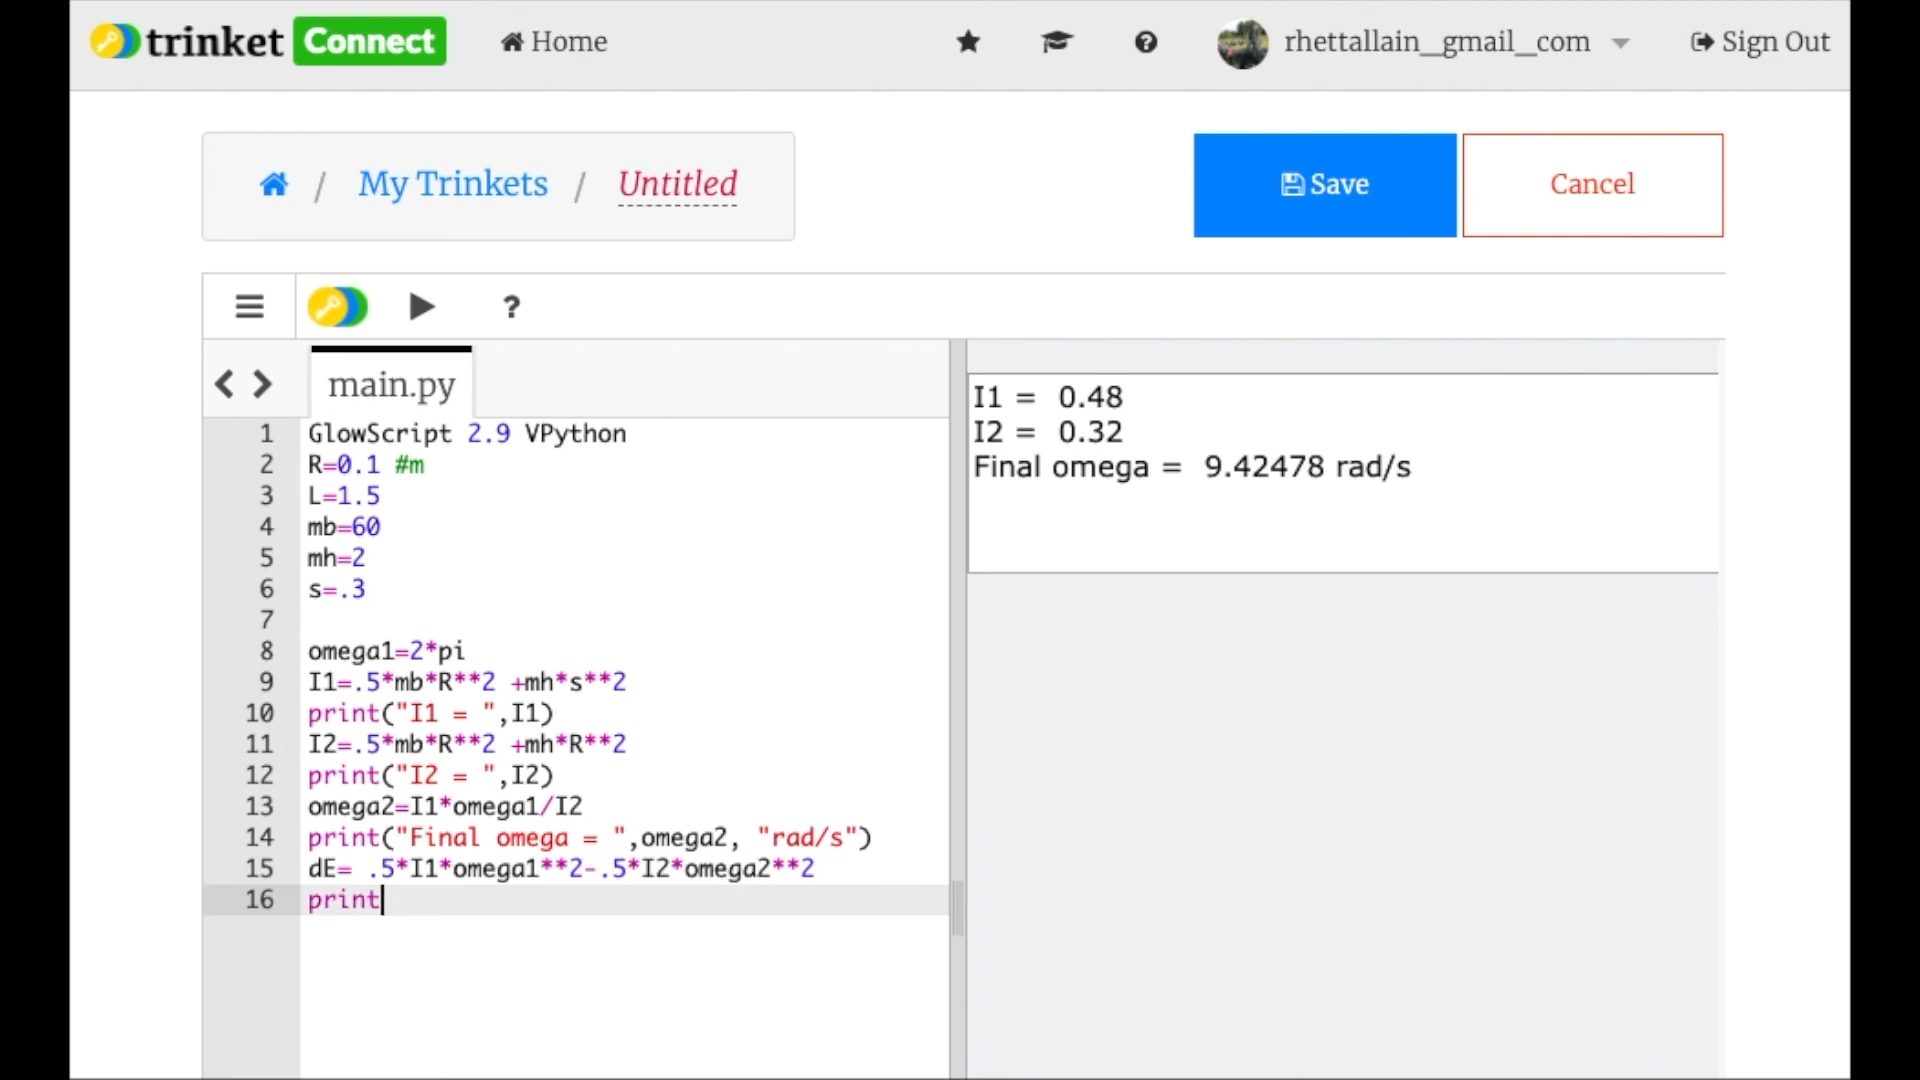 trinket Connect Home rhettallain_gmail_com Sign Out
/ My Trinkets / Untitled
Save Cancel
?
main.py
1 GlowScript 2.9 VPython
2 R=0.1 #m
3 L=1.5
4 mb=60
5 mh=2
6 s=.3
7
8 omega1=2*pi
9 I1=.5*mb*R**2 +mh*s**2
10 print("I1 = ",I1)
11 I2=.5*mb*R**2 +mh*R**2
12 print("I2 = ",I2)
13 omega2=I1*omega1/I2
14 print("Final omega = ",omega2, "rad/s")
15 dE= .5*I1*omega1**2-.5*I2*omega2**2
16 print
I1 = 0.48
I2 = 0.32
Final omega = 9.42478 rad/s